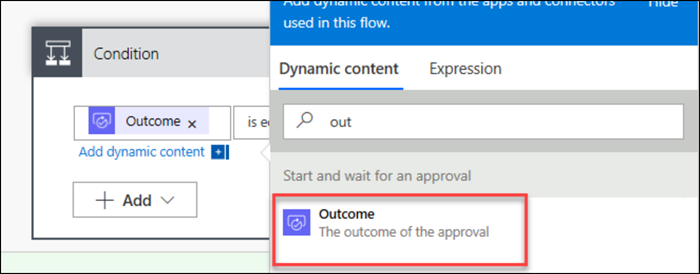 Add dynamic content from the apps and connectors
used in this flow.
Hide
Condition
Outcome
is e
Add dynamic content
Add
Dynamic content
Expression
out
Start and wait for an approval
Outcome
The outcome of the approval